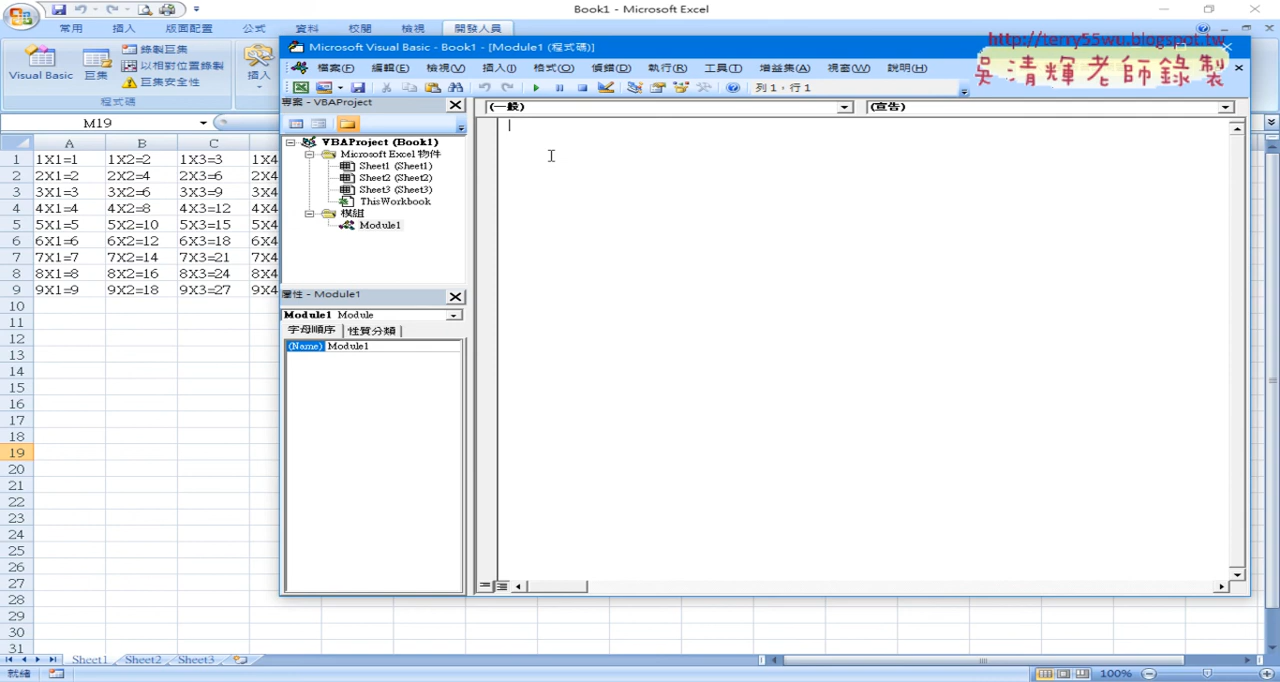 Book1 - Microsoft Excel
常用 插入 版面配置 公式 資料 校閱 檢視 開發人員
Visual Basic
巨集
錄製巨集
以相對位置錄製
巨集安全性
插入
程式碼
M19
Microsoft Visual Basic - Book1 - [Module1 (程式碼)]
http://terry55wu.blogspot.tw
吳清輝老師錄製
檔案(F) 編輯(E) 檢視(V) 插入(I) 格式(O) 偵錯(D) 執行(R) 工具(T) 增益集(A) 視窗(W) 說明(H)
列 1，行 1
專案 - VBAProject
(一般) (宣告)
VBAProject (Book1)
Microsoft Excel 物件
Sheet1 (Sheet1)
Sheet2 (Sheet2)
Sheet3 (Sheet3)
ThisWorkbook
模組
Module1
屬性 - Module1
Module1 Module
字母順序 性質分類
(Name) Module1
A B C
1 1X1=1 1X2=2 1X3=3 1X4
2 2X1=2 2X2=4 2X3=6 2X4
3 3X1=3 3X2=6 3X3=9 3X4
4 4X1=4 4X2=8 4X3=12 4X4
5 5X1=5 5X2=10 5X3=15 5X4
6 6X1=6 6X2=12 6X3=18 6X4
7 7X1=7 7X2=14 7X3=21 7X4
8 8X1=8 8X2=16 8X3=24 8X4
9 9X1=9 9X2=18 9X3=27 9X4
10
11
12
13
14
15
16
17
18
19
20
21
22
23
24
25
26
27
28
29
30
31
Sheet1 Sheet2 Sheet3
就緒
100%